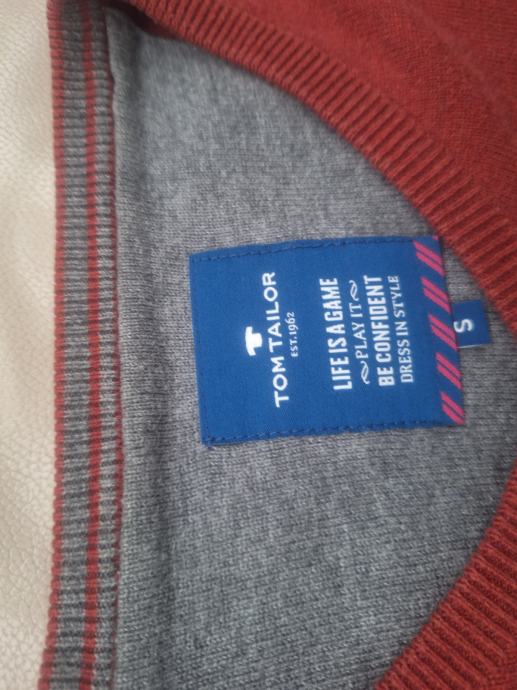 TOM TAILOR
EST.1962
LIFE IS A GAME
PLAY IT
BE CONFIDENT
DRESS IN STYLE
S